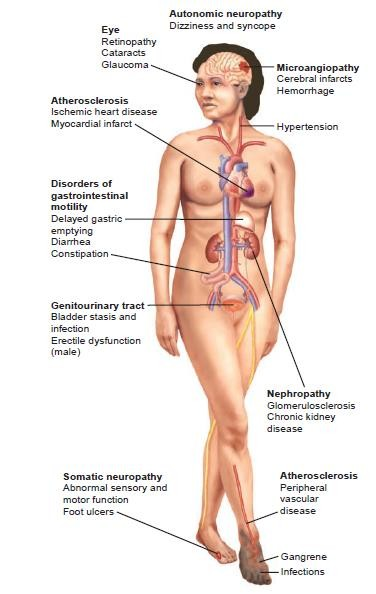 Autonomic neuropathy
Dizziness and syncope
Eye
Retinopathy
Cataracts
Glaucoma
Microangiopathy
Cerebral infarcts
Hemorrhage
Atherosclerosis
Ischemic heart disease
Myocardial infarct
Hypertension
Disorders of
gastrointestinal
motility
Delayed gastric
emptying
Diarrhea
Constipation
Genitourinary tract
Bladder stasis and
infection
Erectile dysfunction
(male)
Nephropathy
Glomerulosclerosis
Chronic kidney
disease
Somatic neuropathy
Abnormal sensory and
motor function
Foot ulcers
Atherosclerosis
Peripheral
vascular
disease
Gangrene
Infections